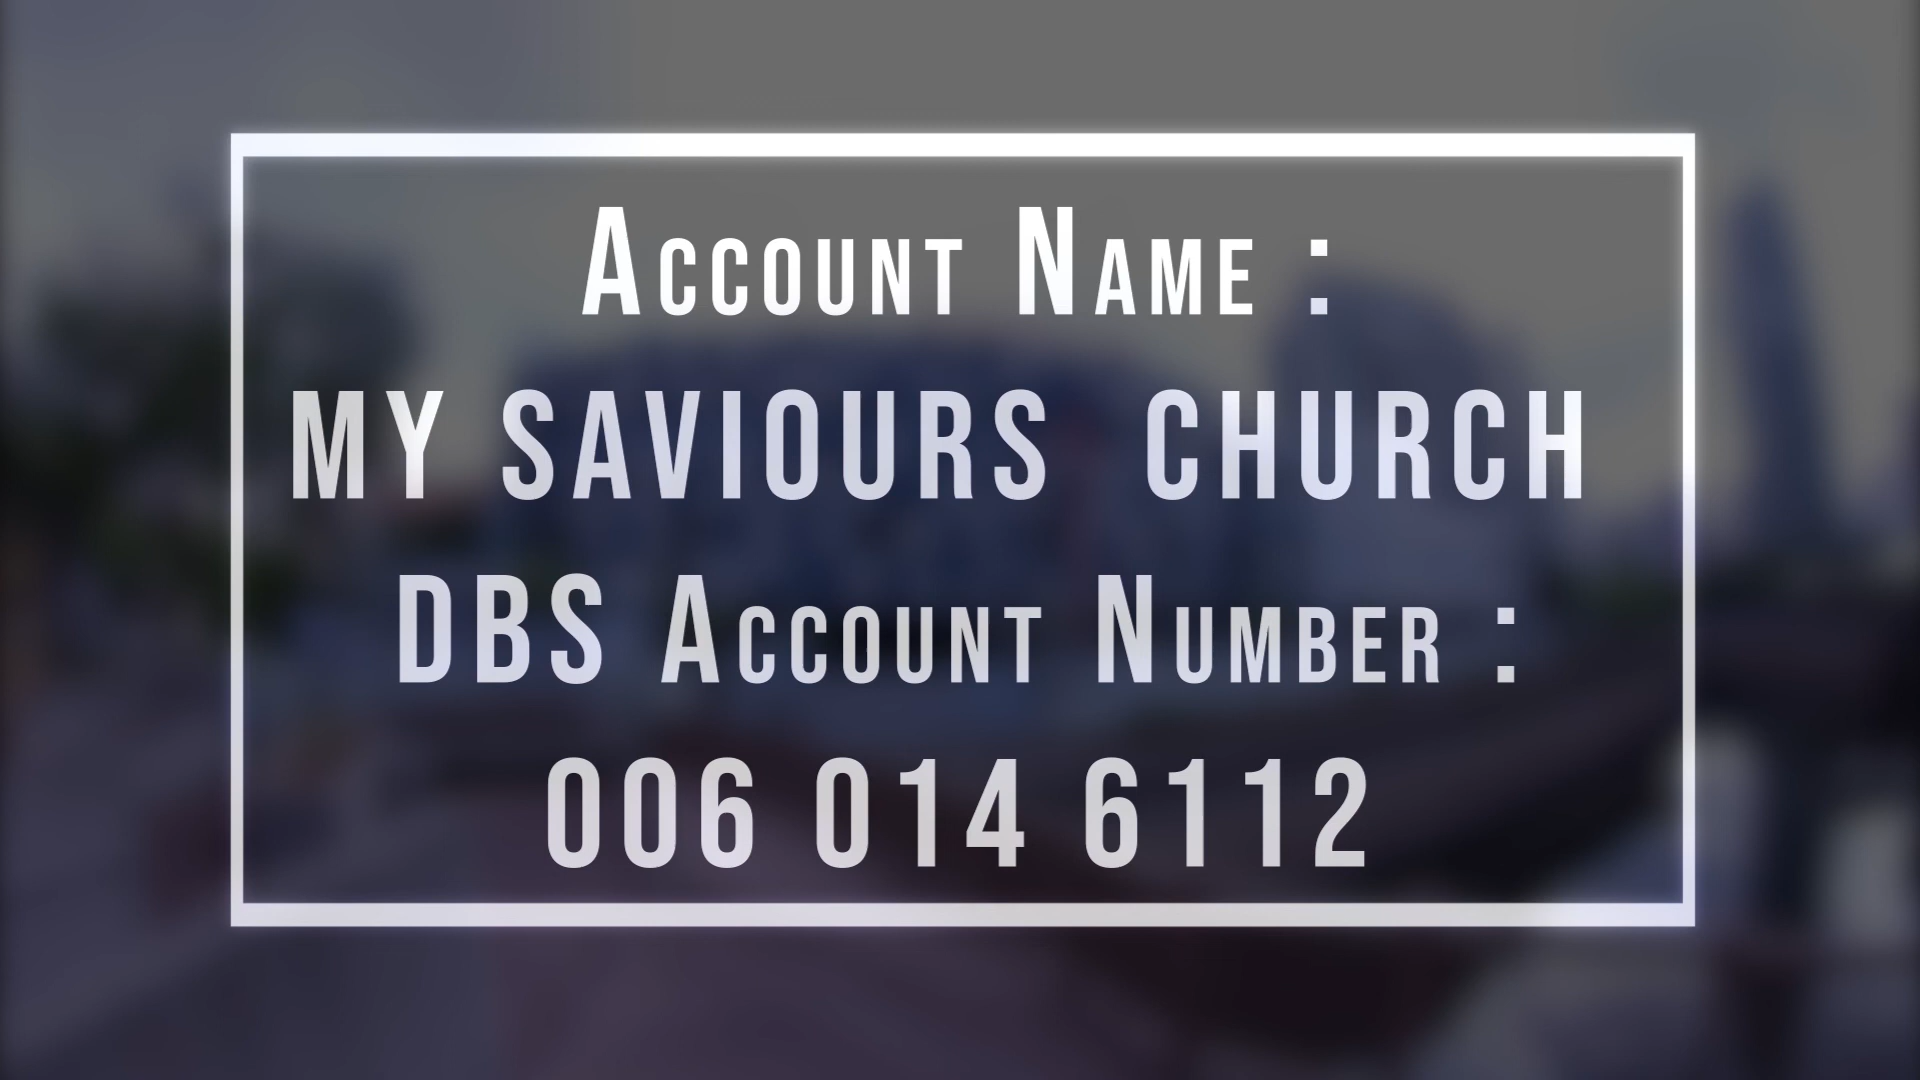 Account Name :
MY SAVIOURS CHURCH
DBS Account Number :
006 014 6112